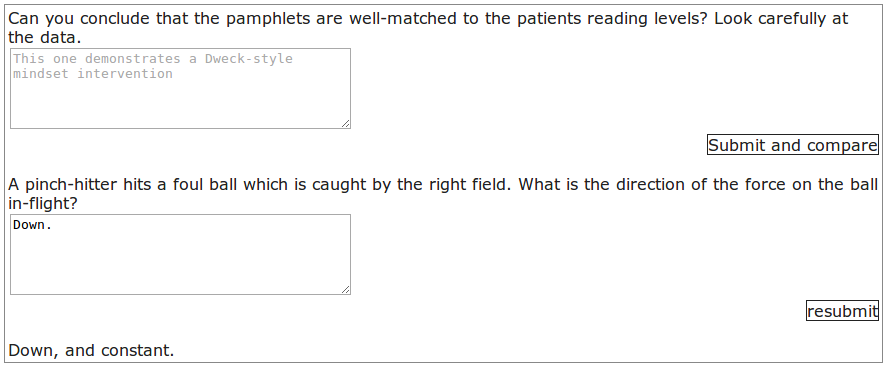 Can you conclude that the pamphlets are well-matched to the patients reading levels? Look carefully at
the data.
This one demonstrates a Dweck-style
mindset intervention
Submit and compare
A pinch-hitter hits a foul ball which is caught by the right field. What is the direction of the force on the ball
in-flight?
Down.
resubmit
Down, and constant.